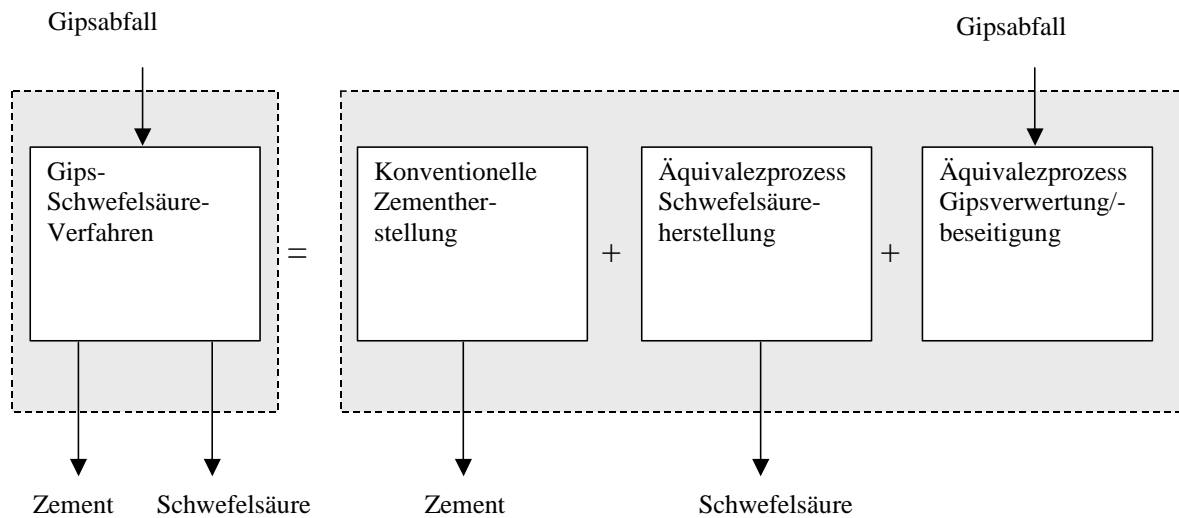 Gipsabfall
Gipsabfall
Gips-
Schwefelsäure-
Verfahren
=
Konventionelle
Zementher-
stellung
+
Äquivalezprozess
Schwefelsäure-
herstellung
+
Äquivalezprozess
Gipsverwertung/-
beseitigung
Zement
Schwefelsäure
Zement
Schwefelsäure